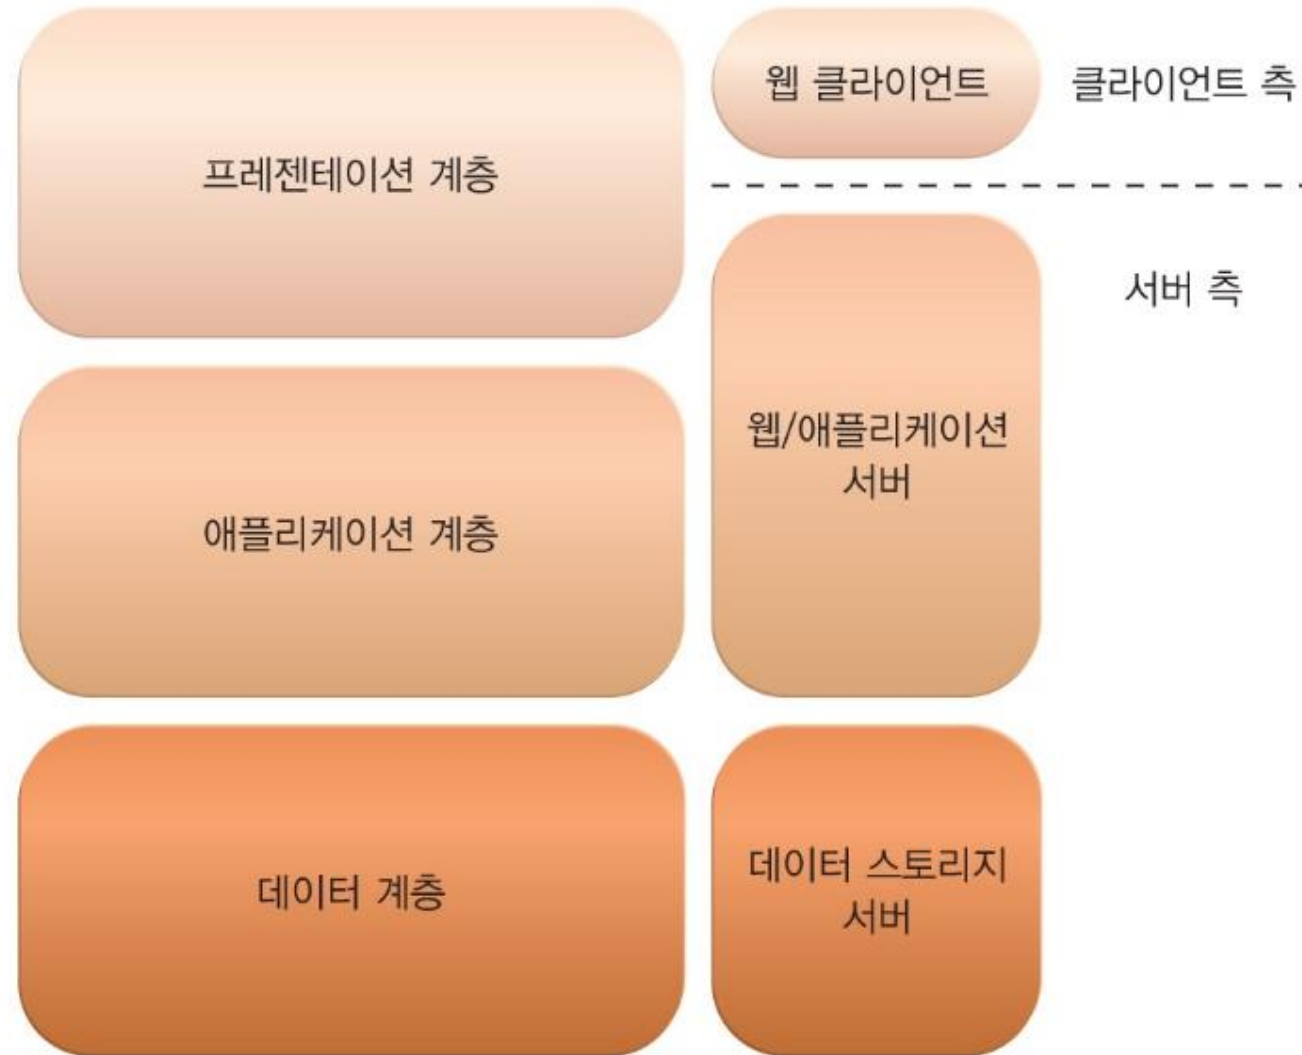 웹 클라이언트
클라이언트 측
프레젠테이션 계층
서버 측
웹/애플리케이션
서버
애플리케이션 계층
데이터 계층
데이터 스토리지
서버